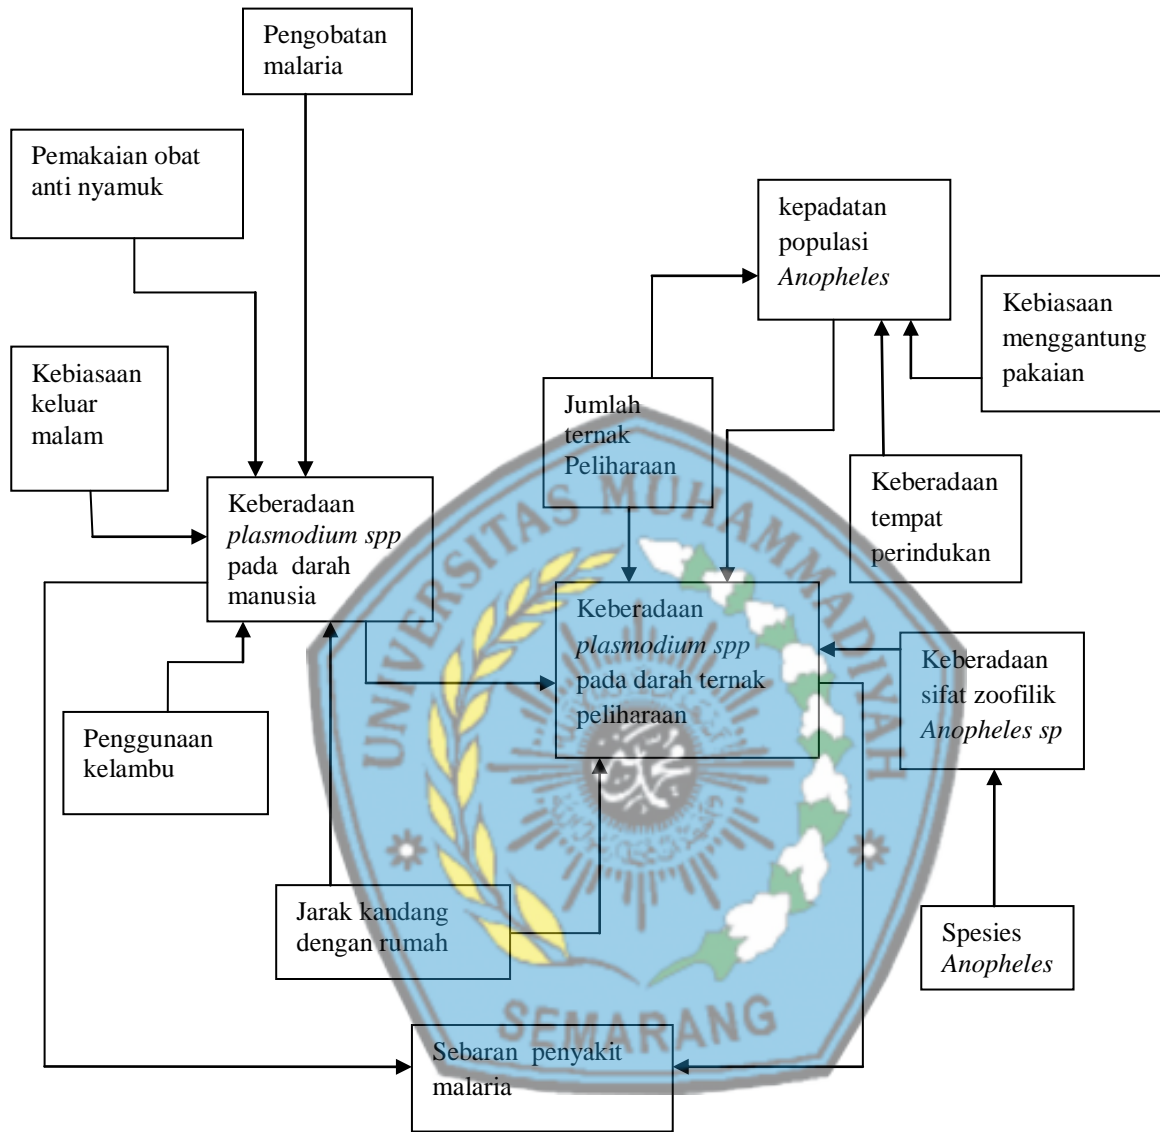 Pengobatan
malaria
Pemakaian obat
anti nyamuk
kepadatan
populasi
Anopheles
Kebiasaan
menggantung
pakaian
Kebiasaan
keluar
malam
Jumlah
ternak
Peliharaan
Keberadaan
tempat
perindukan
Keberadaan
plasmodium spp
pada darah
manusia
Keberadaan
plasmodium spp
pada darah ternak
peliharaan
Keberadaan
sifat zoofilik
Anopheles sp
Penggunaan
kelambu
Jarak kandang
dengan rumah
Spesies
Anopheles
Sebaran penyakit
malaria
UNIVERSITAS MUHAMMADIYAH
SEMARANG